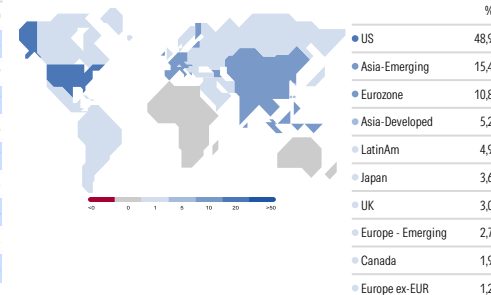 %
US 48,9
Asia-Emerging 15,4
Eurozone 10,8
Asia-Developed 5,2
LatinAm 4,9
Japan 3,6
UK 3,0
Europe - Emerging 2,7
Canada 1,9
Europe ex-EUR 1,2
<0 0 1 5 10 20 >50